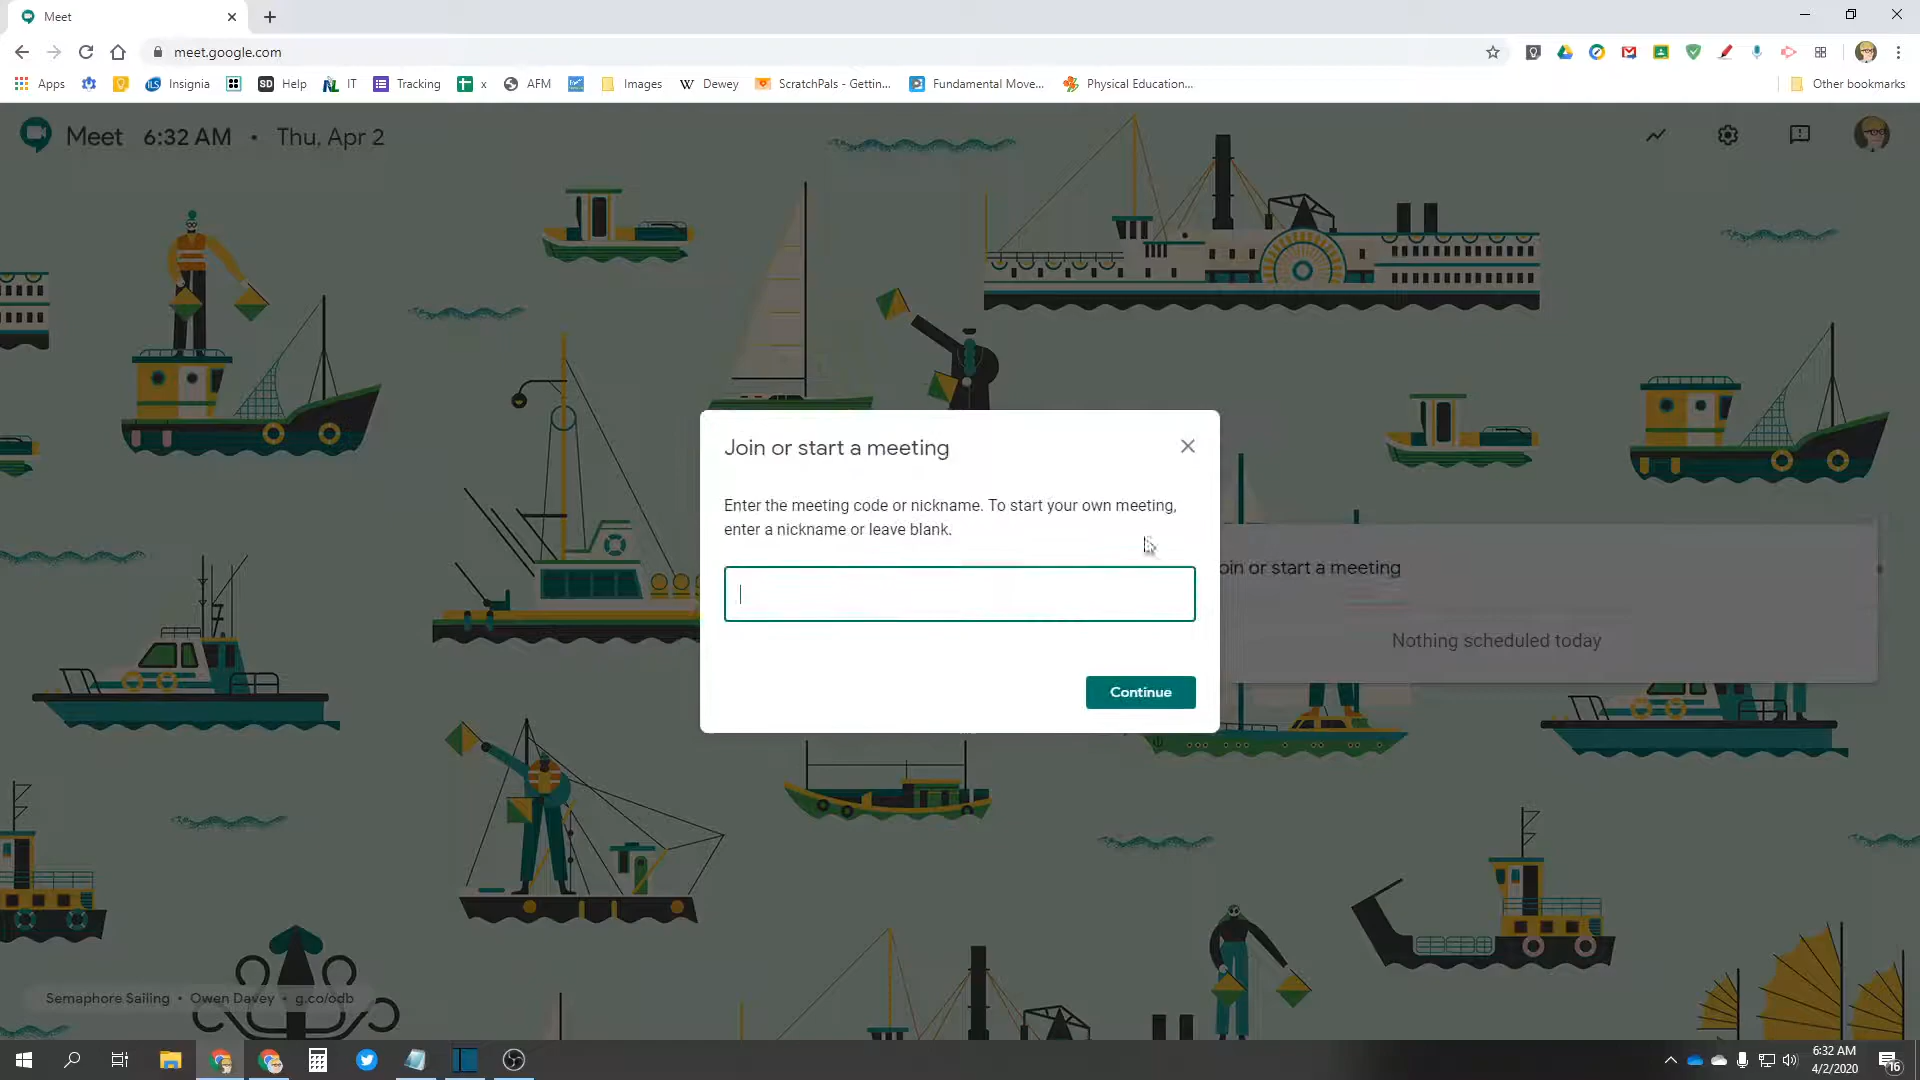 Meet
meet.google.com
Apps
Insignia
SD Help
IT
Tracking
x
AFM
Images
W Dewey
ScratchPals - Gettin...
Fundamental Move...
Physical Education...
Other bookmarks
Meet 6:32 AM • Thu, Apr 2
Join or start a meeting
Enter the meeting code or nickname. To start your own meeting,
enter a nickname or leave blank.
Continue
oin or start a meeting
Nothing scheduled today
Semaphore Sailing • Owen Davey • g.co/odb
6:32 AM
4/2/2020
16